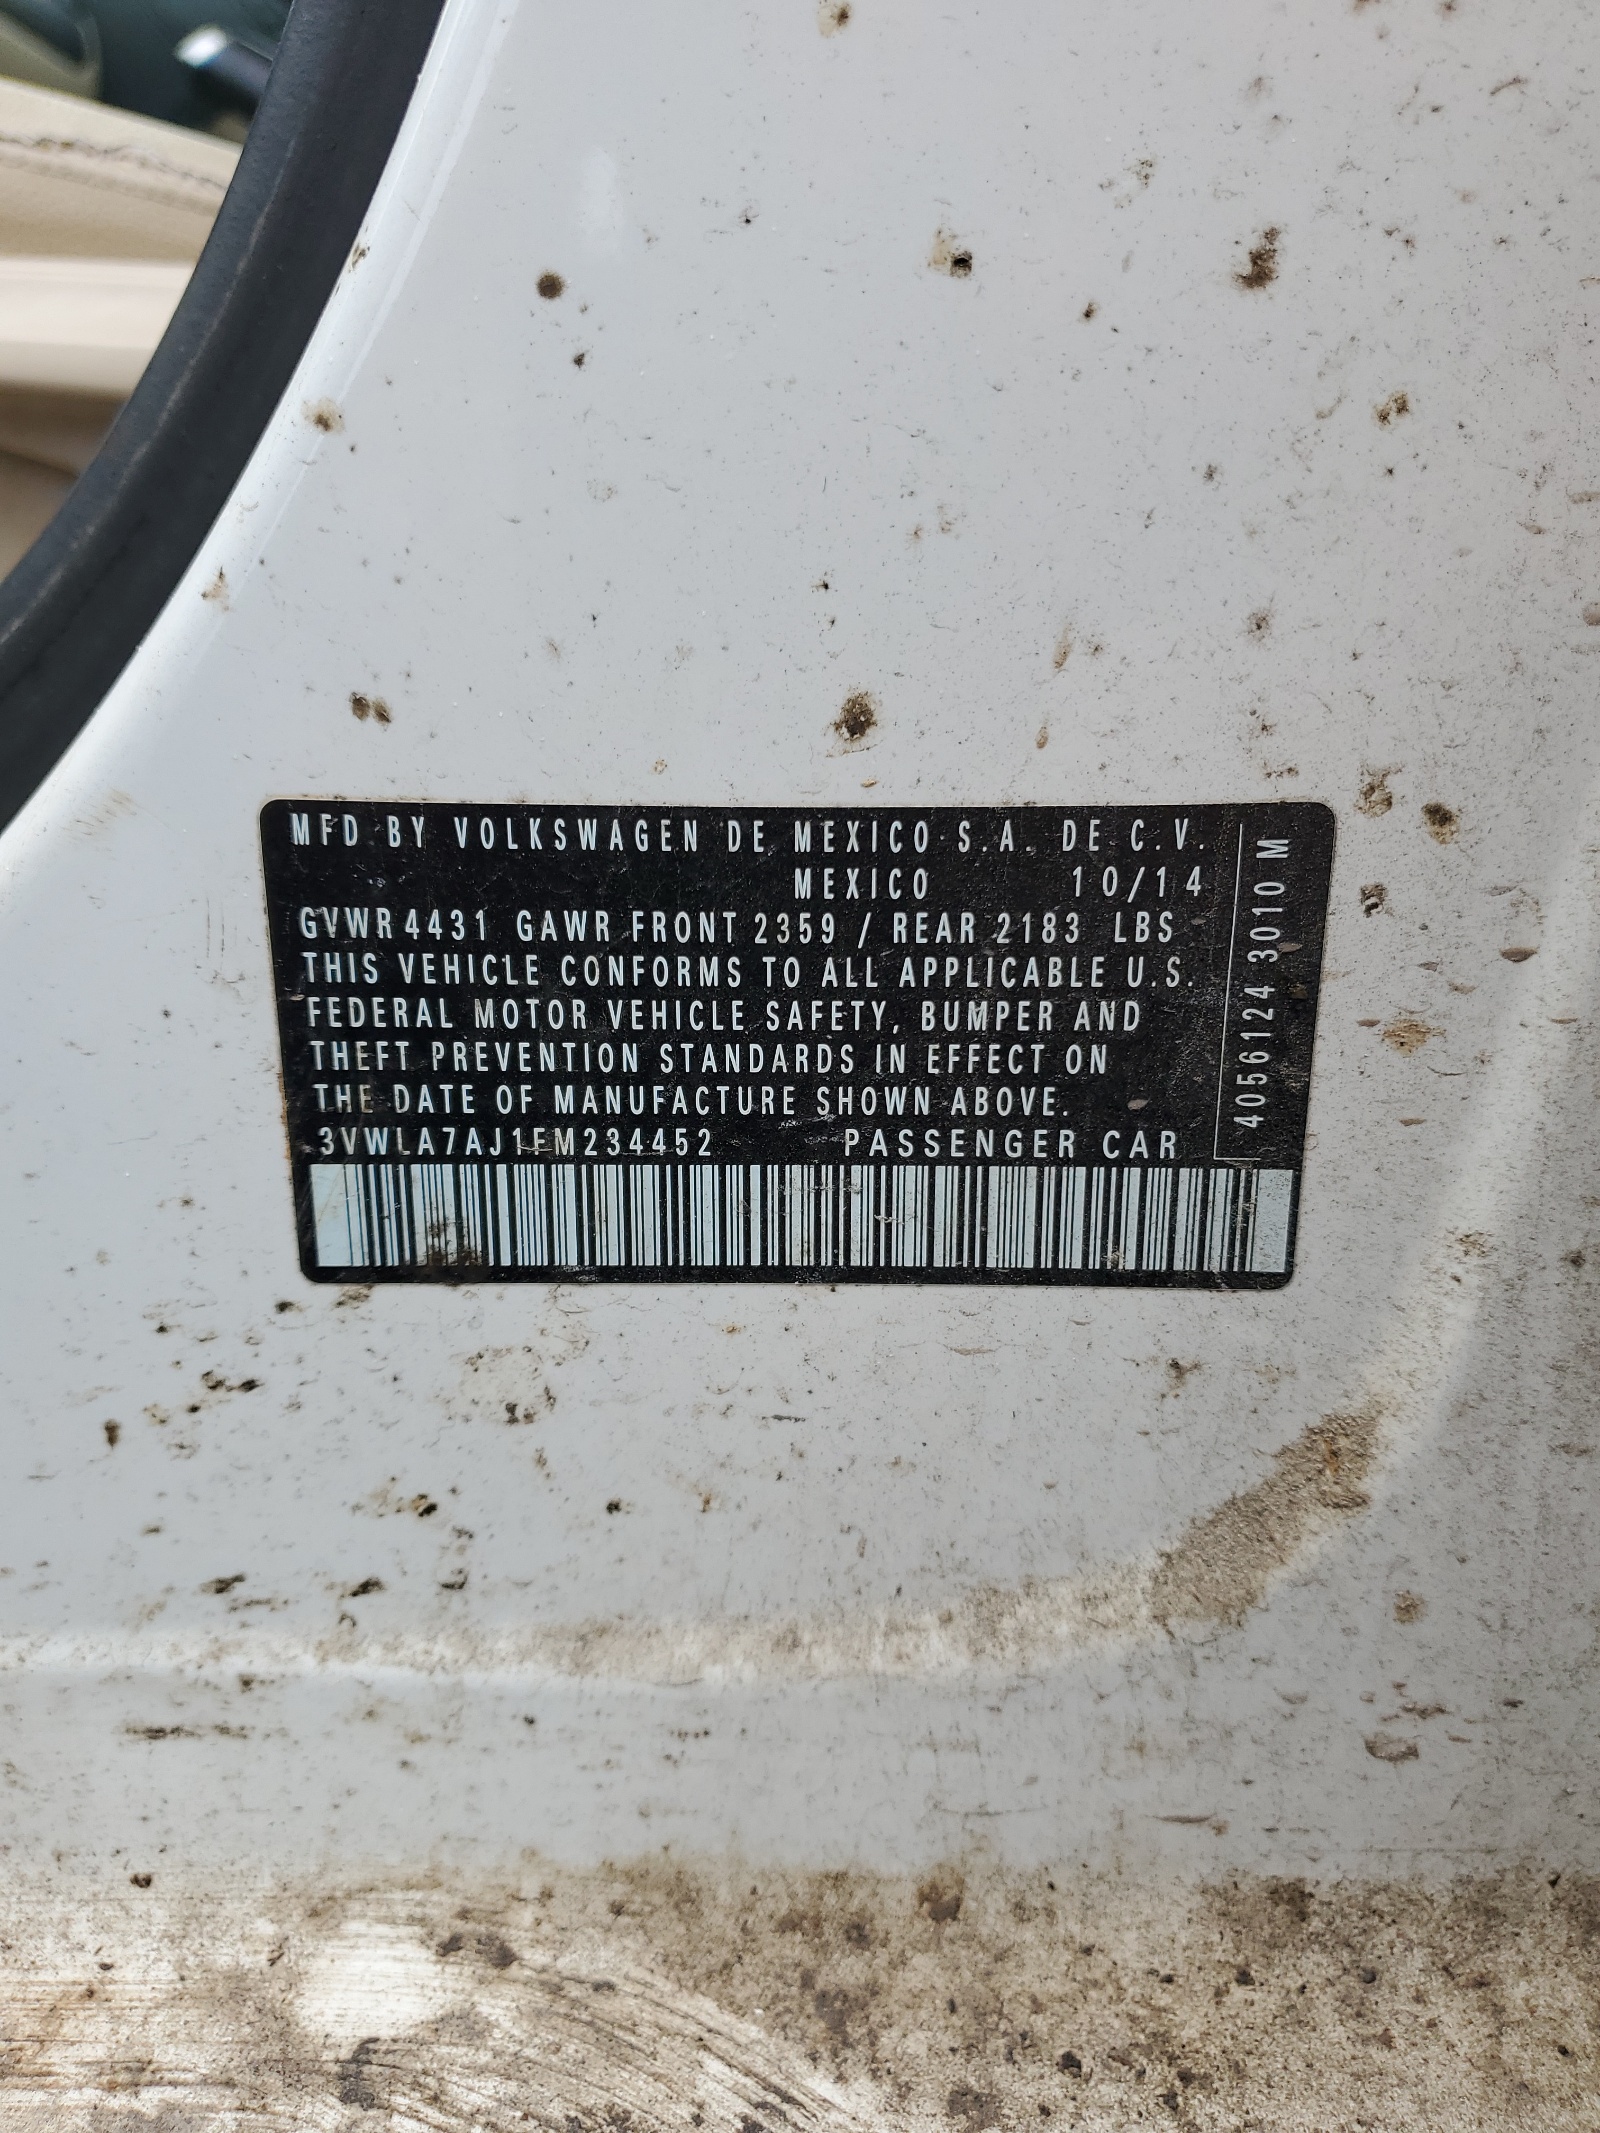 MFD BY VOLKSWAGEN DE MEXICO S.A. DE C.V.
MEXICO 10/14
GVWR 4431 GAWR FRONT 2359 / REAR 2183 LBS
THIS VEHICLE CONFORMS TO ALL APPLICABLE U.S.
FEDERAL MOTOR VEHICLE SAFETY, BUMPER AND
THEFT PREVENTION STANDARDS IN EFFECT ON
THE DATE OF MANUFACTURE SHOWN ABOVE.
3VWLA7AJ1FM234452 PASSENGER CAR
4056124 3010 M